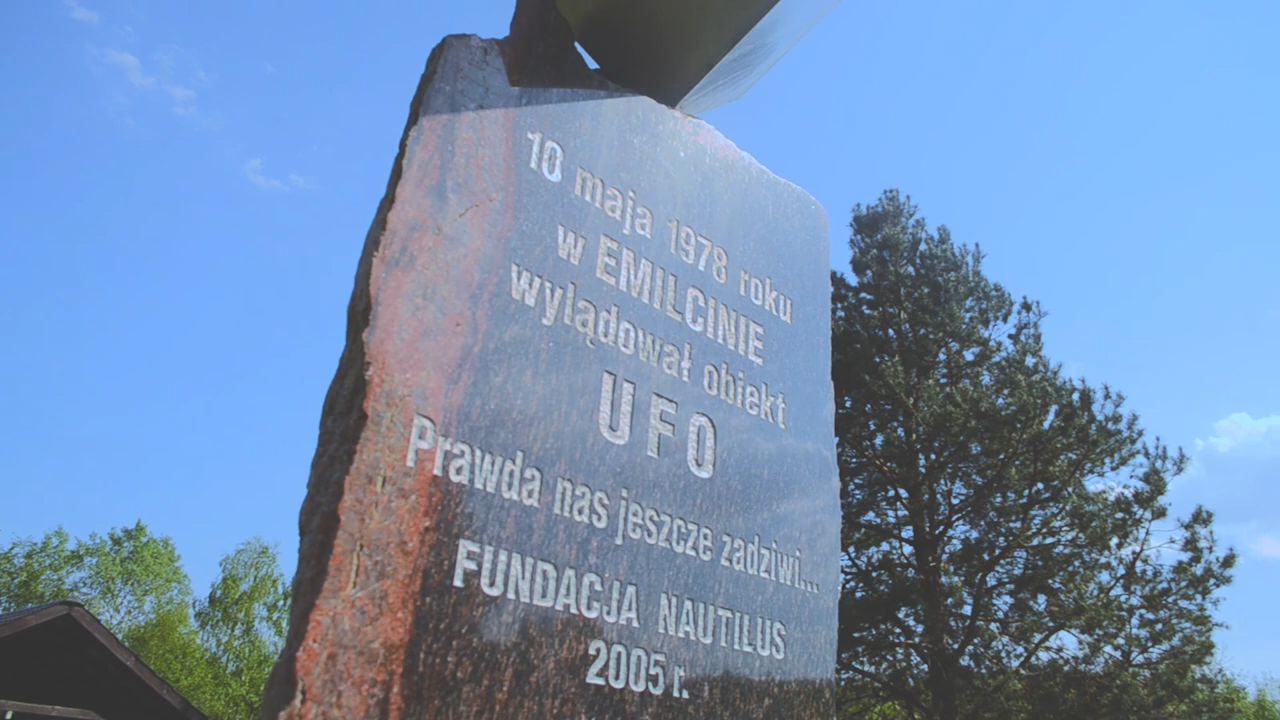 10 maja 1978 roku
w EMILCINIE
wylądował obiekt
UFO
Prawda nas jeszcze zadziwi...
FUNDACJA NAUTILUS
2005 r.